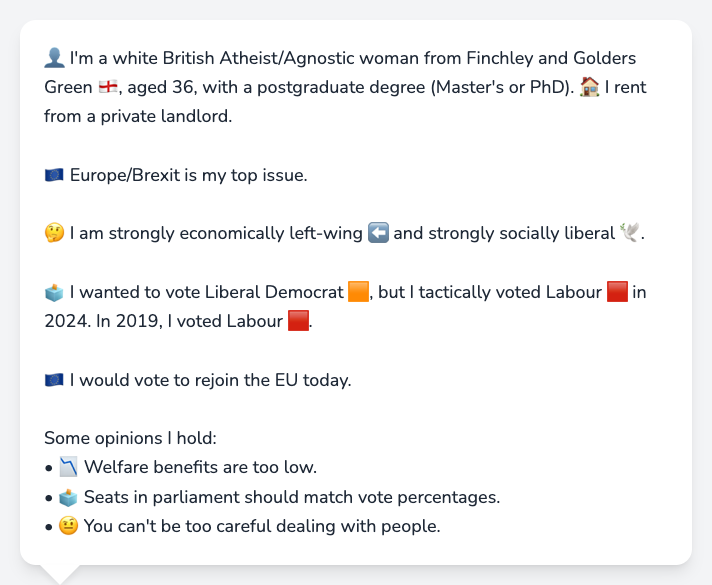 👤 I'm a white British Atheist/Agnostic woman from Finchley and Golders
Green 🏴󠁧󠁢󠁥󠁮󠁧󠁿, aged 36, with a postgraduate degree (Master's or PhD). 🏠 I rent
from a private landlord.
🇪🇺 Europe/Brexit is my top issue.
🤔 I am strongly economically left-wing ⬅️ and strongly socially liberal 🕊️.
🗳️ I wanted to vote Liberal Democrat 🟧, but I tactically voted Labour 🟥 in
2024. In 2019, I voted Labour 🟥.
🇪🇺 I would vote to rejoin the EU today.
Some opinions I hold:
• 📉 Welfare benefits are too low.
• 🗳️ Seats in parliament should match vote percentages.
• 🤨 You can't be too careful dealing with people.